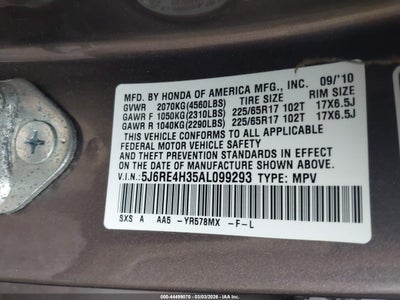 MFD. BY HONDA OF AMERICA MFG., INC. 09/'10
GVWR 2070KG(4560LBS) TIRE SIZE RIM SIZE
GAWR F 1050KG(2310LBS) 225/65R17 102T 17X6.5J
GAWR R 1040KG(2290LBS) 225/65R17 102T 17X6.5J
THIS VEHICLE CONFORMS TO ALL APPLICABLE
FEDERAL MOTOR VEHICLE SAFETY AND
THEFT PREVENTION STANDARDS IN EFFECT
ON THE DATE OF MANUFACTURE SHOWN ABOVE.
V.I.N.: 5J6RE4H35AL099293 TYPE: MPV
SXS A AA5 -YR578MX -F-L
000-44499070 - 03/03/2026 - IAA Inc.